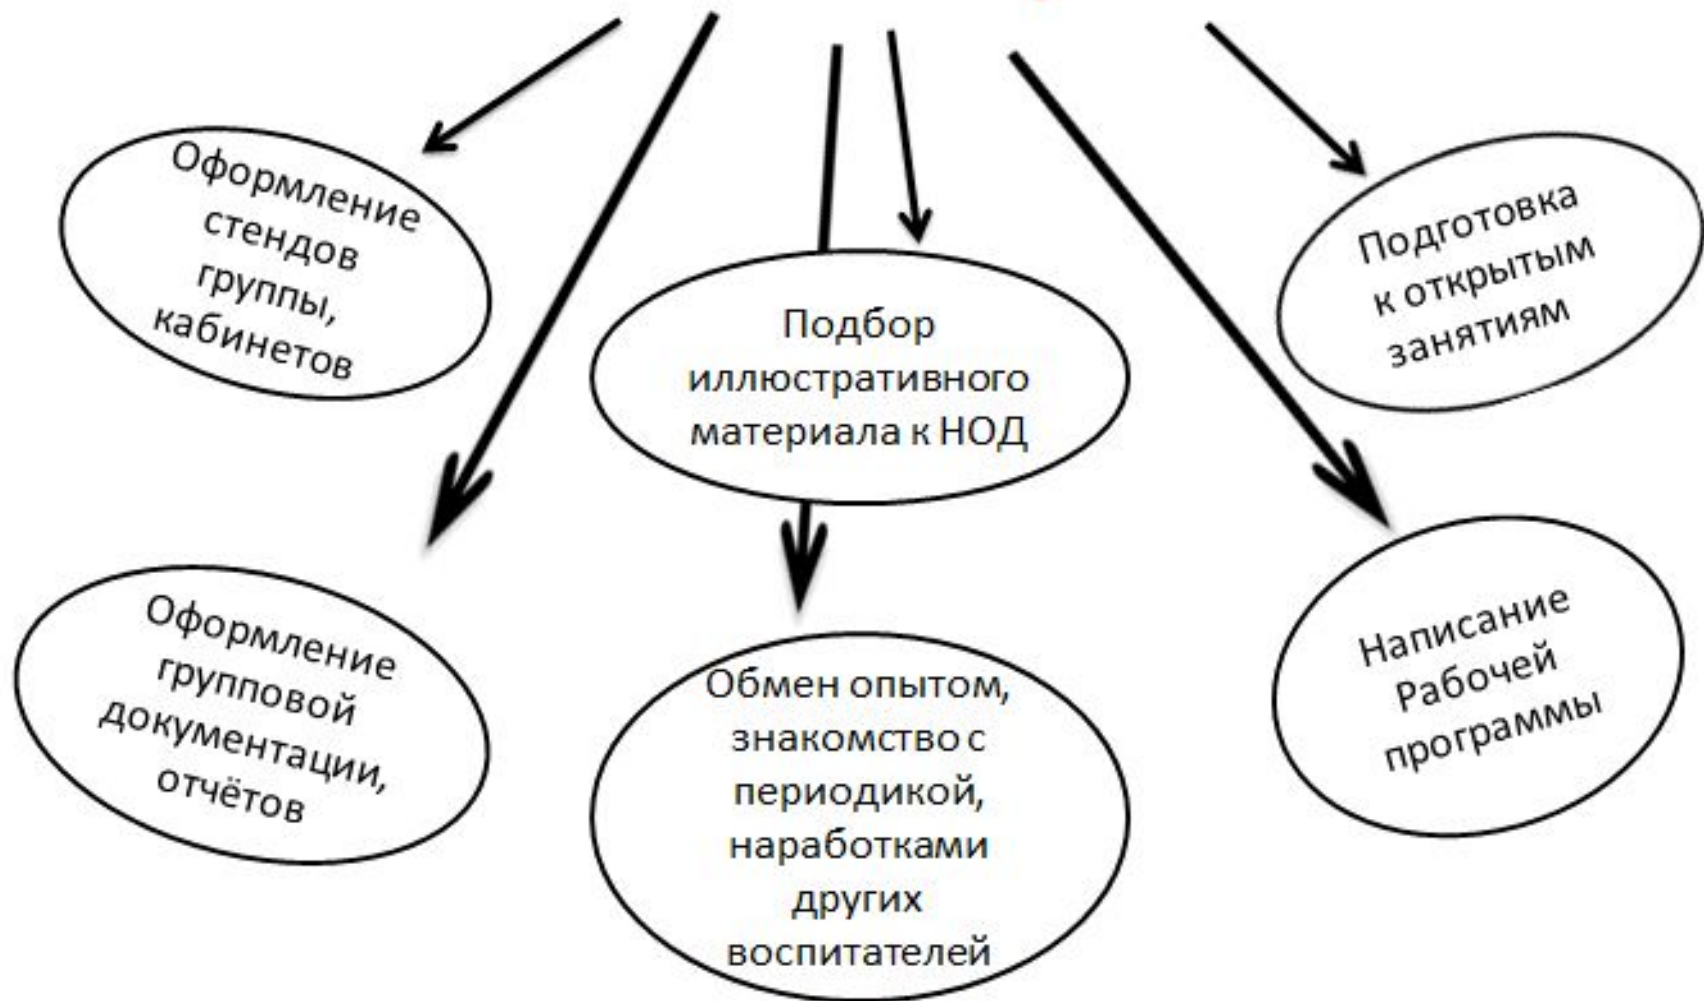 Оформление
стендов
группы,
кабинетов
Подбор
иллюстративного
материала к НОД
Подготовка
к открытым
занятиям
Оформление
групповой
документации,
отчётов
Обмен опытом,
знакомство с
периодикой,
наработками
других
воспитателей
Написание
Рабочей
программы